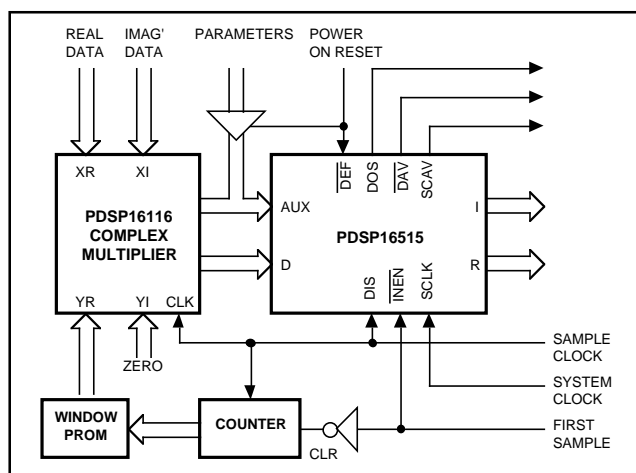 REAL DATA
IMAG' DATA
PARAMETERS
POWER ON RESET
XR
XI
DEF
DOS
DAV
SCAV
PDSP16116
COMPLEX
MULTIPLIER
AUX
I
PDSP16515
D
R
YR
YI
CLK
DIS
INEN
SCLK
ZERO
SAMPLE
CLOCK
SYSTEM
CLOCK
WINDOW
PROM
COUNTER
CLR
FIRST
SAMPLE